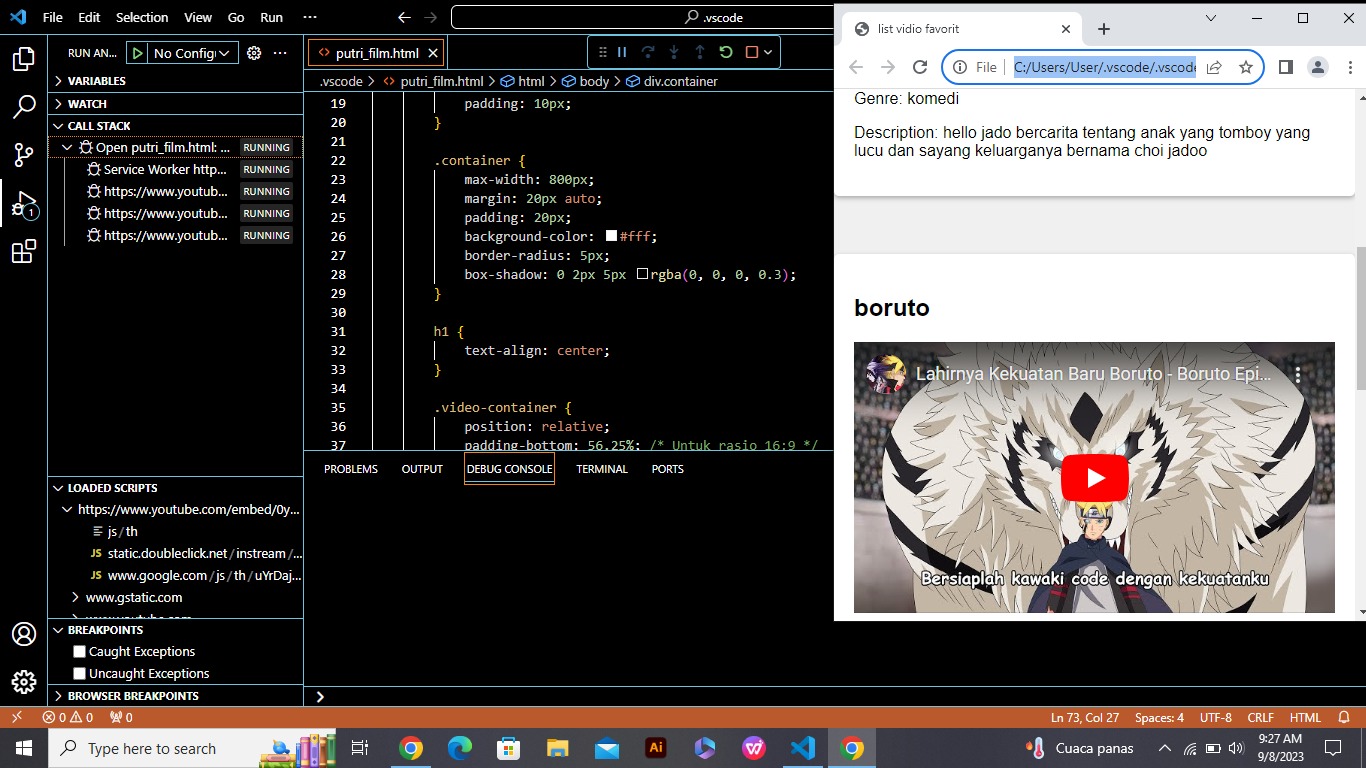 File Edit Selection View Go Run ··· .vscode
RUN AN... No Config
putri_film.html
.vscode > putri_film.html > html > body > div.container
VARIABLES
WATCH
CALL STACK
Open putri_film.html: ... RUNNING
Service Worker http... RUNNING
https://www.youtub... RUNNING
https://www.youtub... RUNNING
https://www.youtub... RUNNING
1
LOADED SCRIPTS
https://www.youtube.com/embed/0y...
js/th
JS static.doubleclick.net/instream/...
JS www.google.com/js/th/uYrDaj...
www.gstatic.com
BREAKPOINTS
Caught Exceptions
Uncaught Exceptions
BROWSER BREAKPOINTS
19 padding: 10px;
20 }
21
22 .container {
23 max-width: 800px;
24 margin: 20px auto;
25 padding: 20px;
26 background-color: #fff;
27 border-radius: 5px;
28 box-shadow: 0 2px 5px rgba(0, 0, 0, 0.3);
29 }
30
31 h1 {
32 text-align: center;
33 }
34
35 .video-container {
36 position: relative;
37 padding-bottom: 56.25%; /* Untuk rasio 16:9 */
PROBLEMS OUTPUT DEBUG CONSOLE TERMINAL PORTS
list vidio favorit
File C:/Users/User/.vscode/.vscode
Genre: komedi
Description: hello jado bercarita tentang anak yang tomboy yang
lucu dan sayang keluarganya bernama choi jadoo
boruto
Lahirnya Kekuatan Baru Boruto - Boruto Epi...
Bersiaplah kawaki code dengan kekuatanku
0 0 0 Ln 73, Col 27 Spaces: 4 UTF-8 CRLF HTML
Type here to search Ai Cuaca panas 9:27 AM
9/8/2023